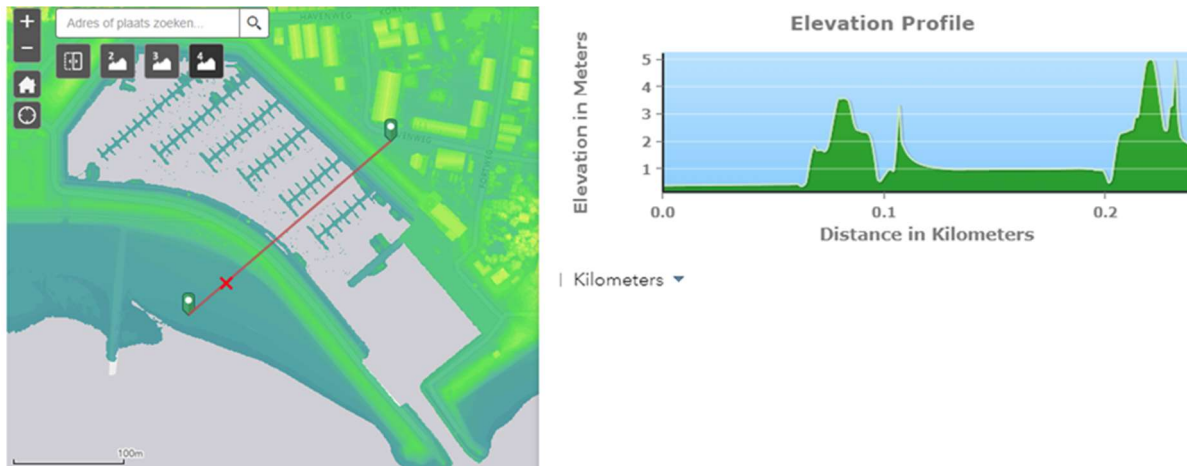 +
Adres of plaats zoeken...
HAVENWEG
−
2
3
4
100m
Elevation Profile
Elevation in Meters
5
4
3
2
1
0.0
0.1
0.2
Distance in Kilometers
| Kilometers